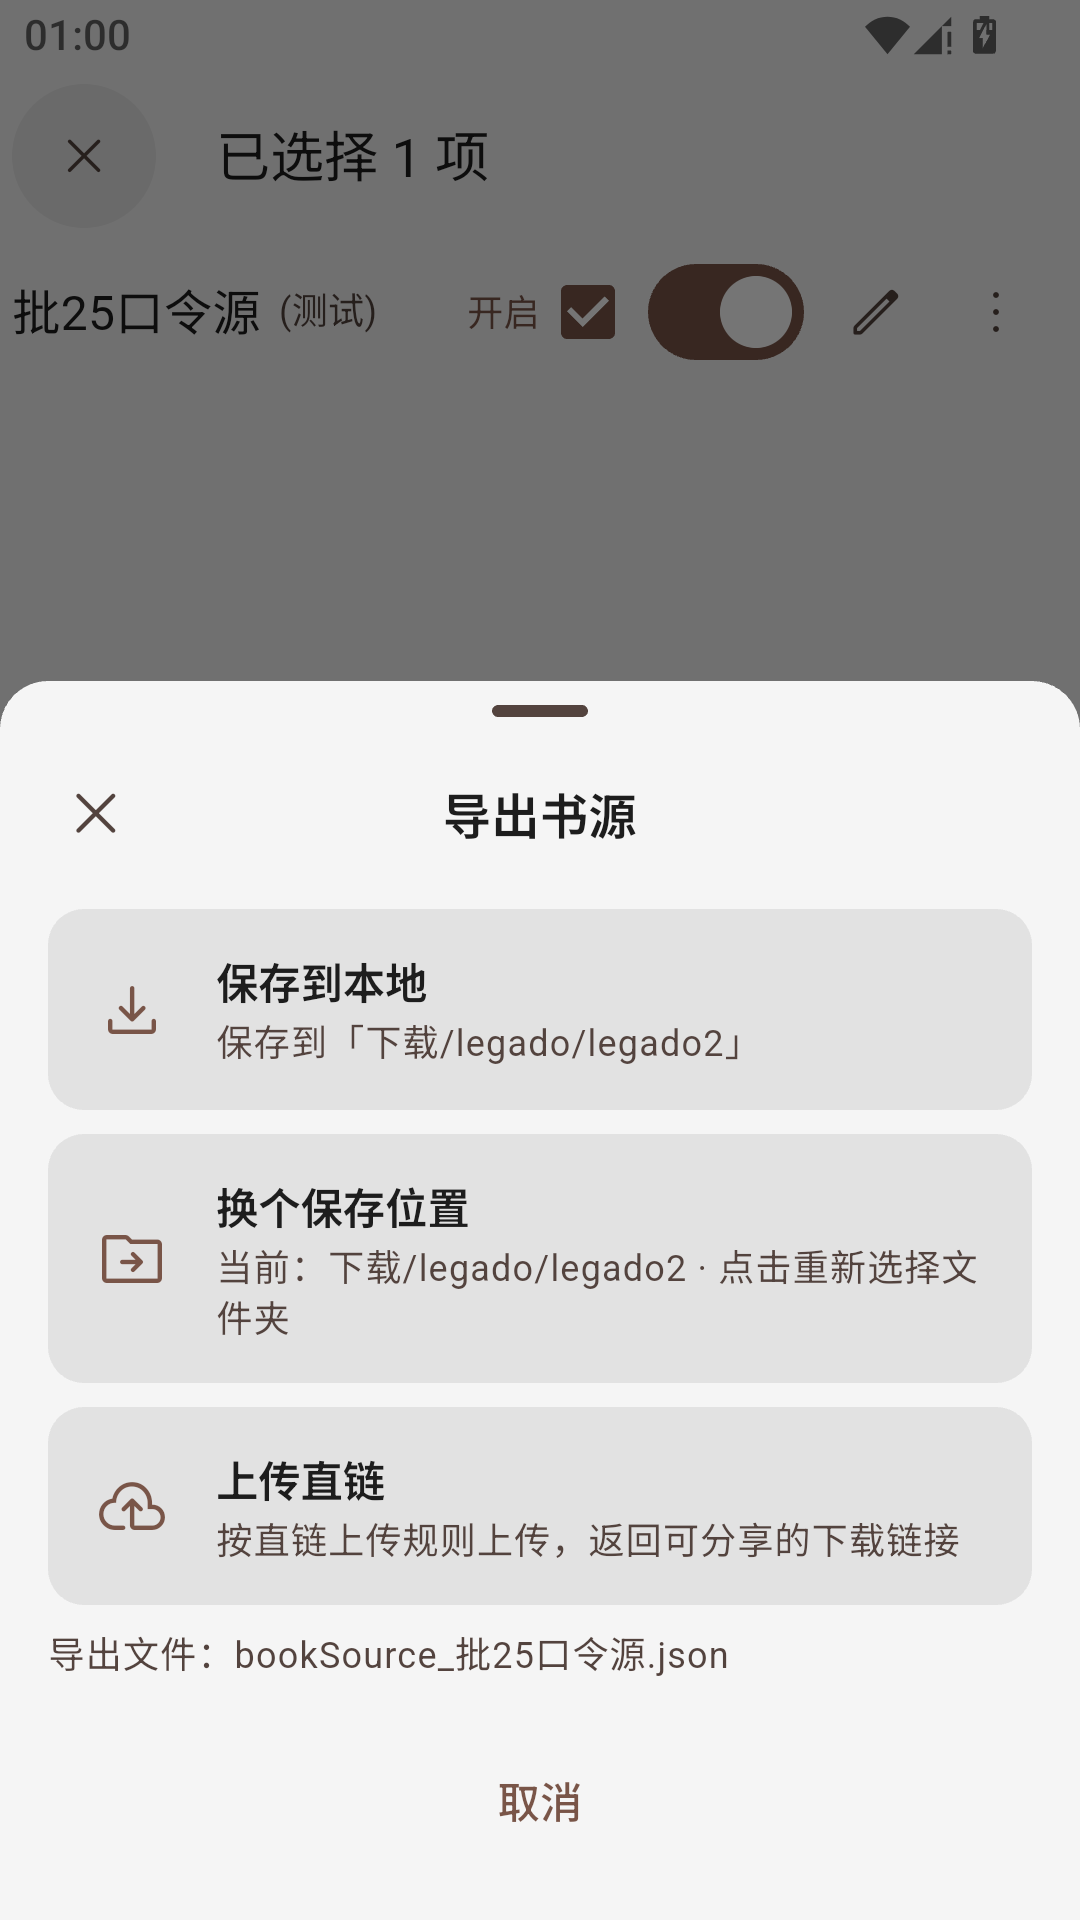 01:00
已选择 1 项
批25口令源 (测试) 开启
导出书源
保存到本地
保存到「下载/legado/legado2」
换个保存位置
当前：下载/legado/legado2 · 点击重新选择文
件夹
上传直链
按直链上传规则上传，返回可分享的下载链接
导出文件：bookSource_批25口令源.json
取消